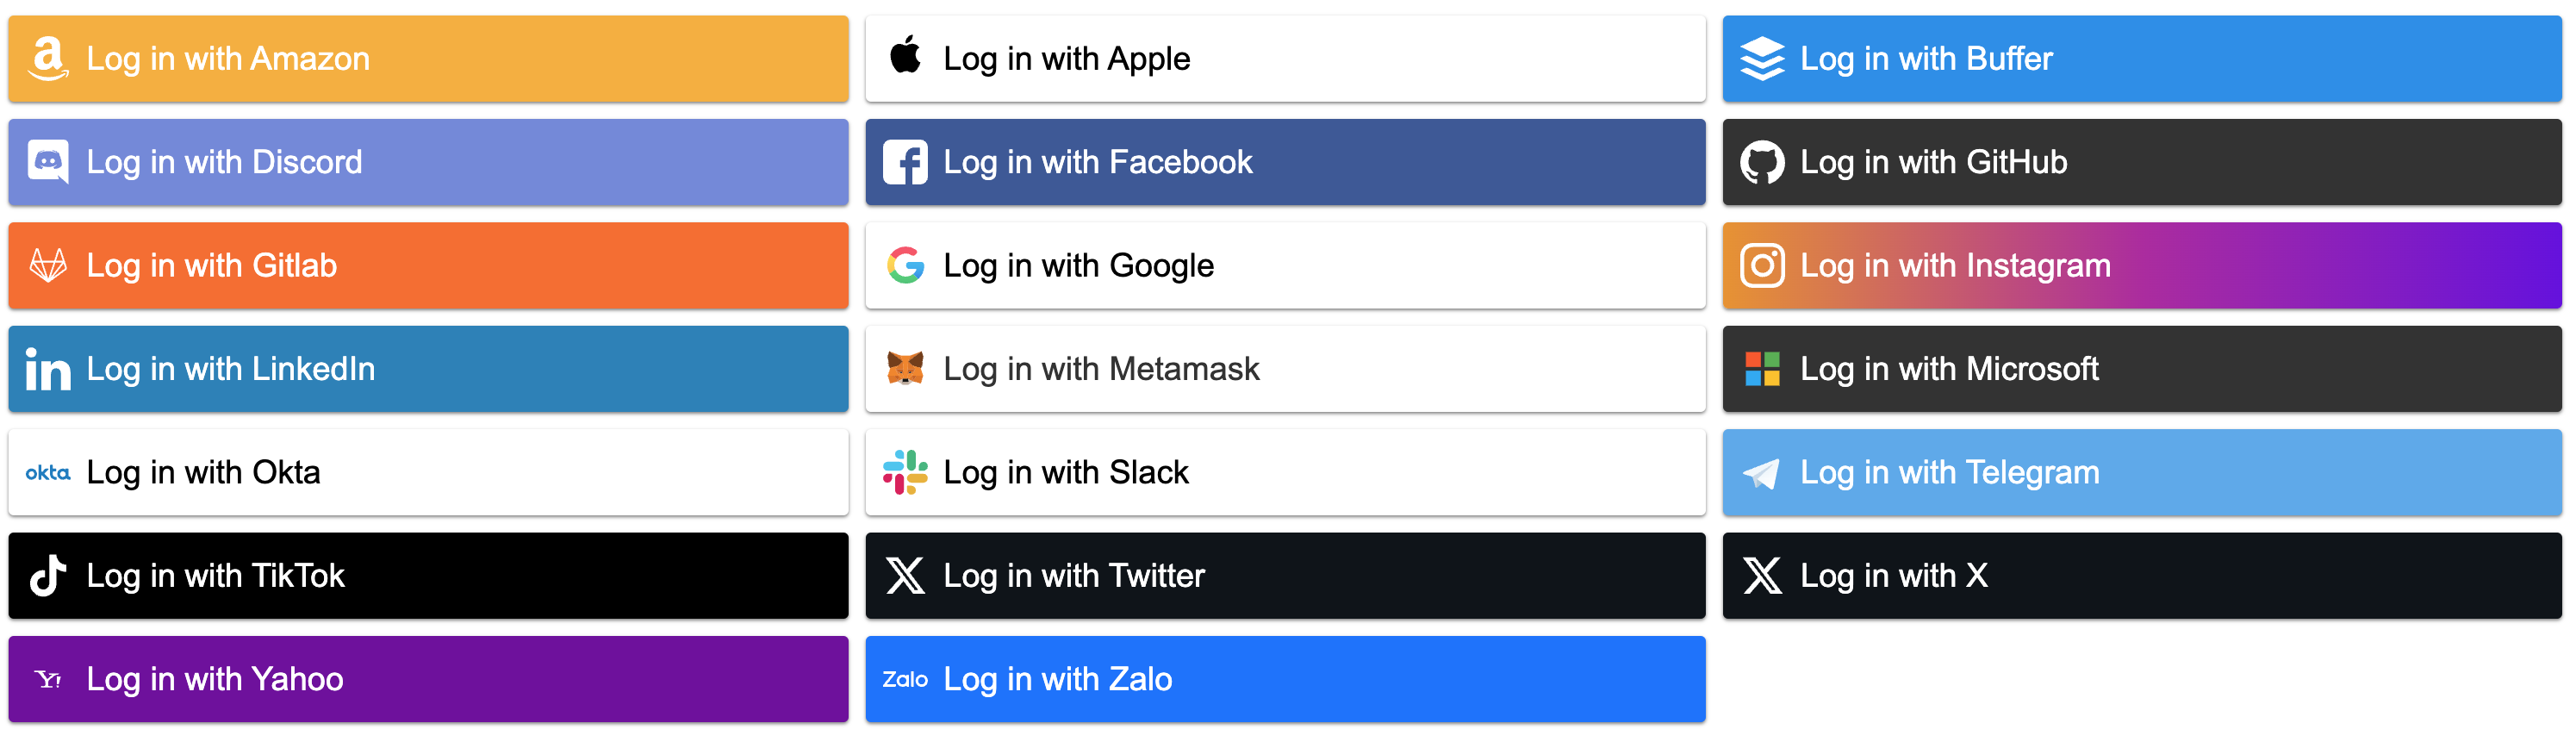 Log in with Amazon
Log in with Apple
Log in with Buffer
Log in with Discord
Log in with Facebook
Log in with GitHub
Log in with Gitlab
Log in with Google
Log in with Instagram
in Log in with LinkedIn
Log in with Metamask
Log in with Microsoft
okta Log in with Okta
Log in with Slack
Log in with Telegram
Log in with TikTok
Log in with Twitter
Log in with X
Y! Log in with Yahoo
Zalo Log in with Zalo